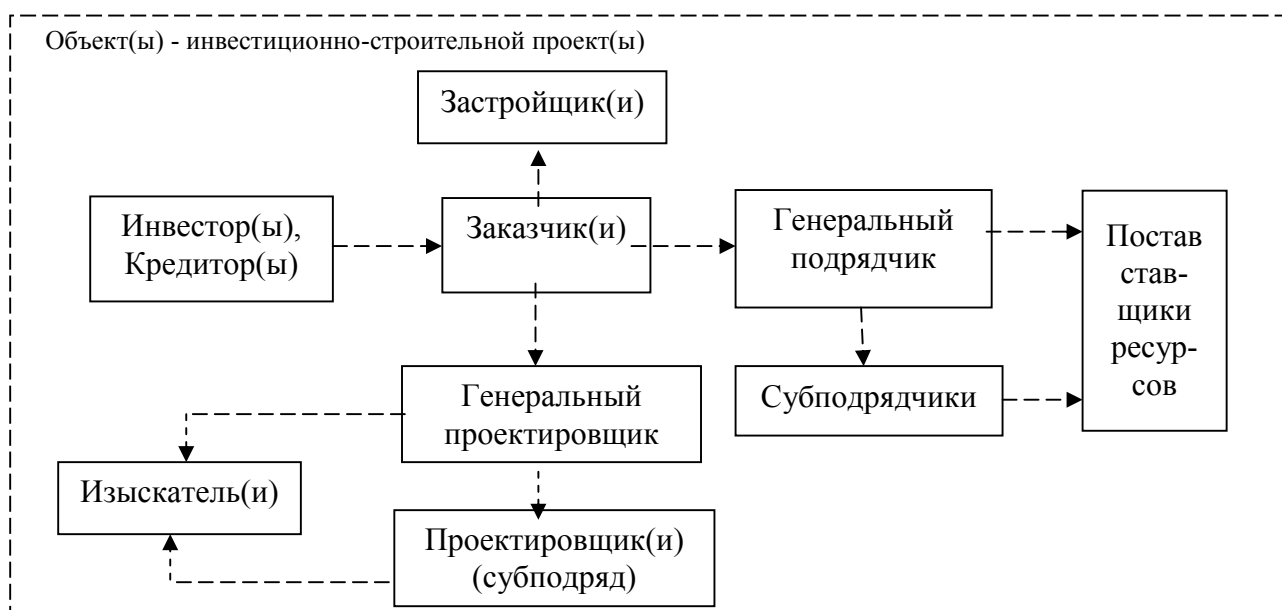 Объект(ы) - инвестиционно-строительной проект(ы)
Застройщик(и)
Инвестор(ы),
Кредитор(ы)
Заказчик(и)
Генеральный
подрядчик
Постав
став-
щики
ресур-
сов
Генеральный
проектировщик
Субподрядчики
Изыскатель(и)
Проектировщик(и)
(субподряд)